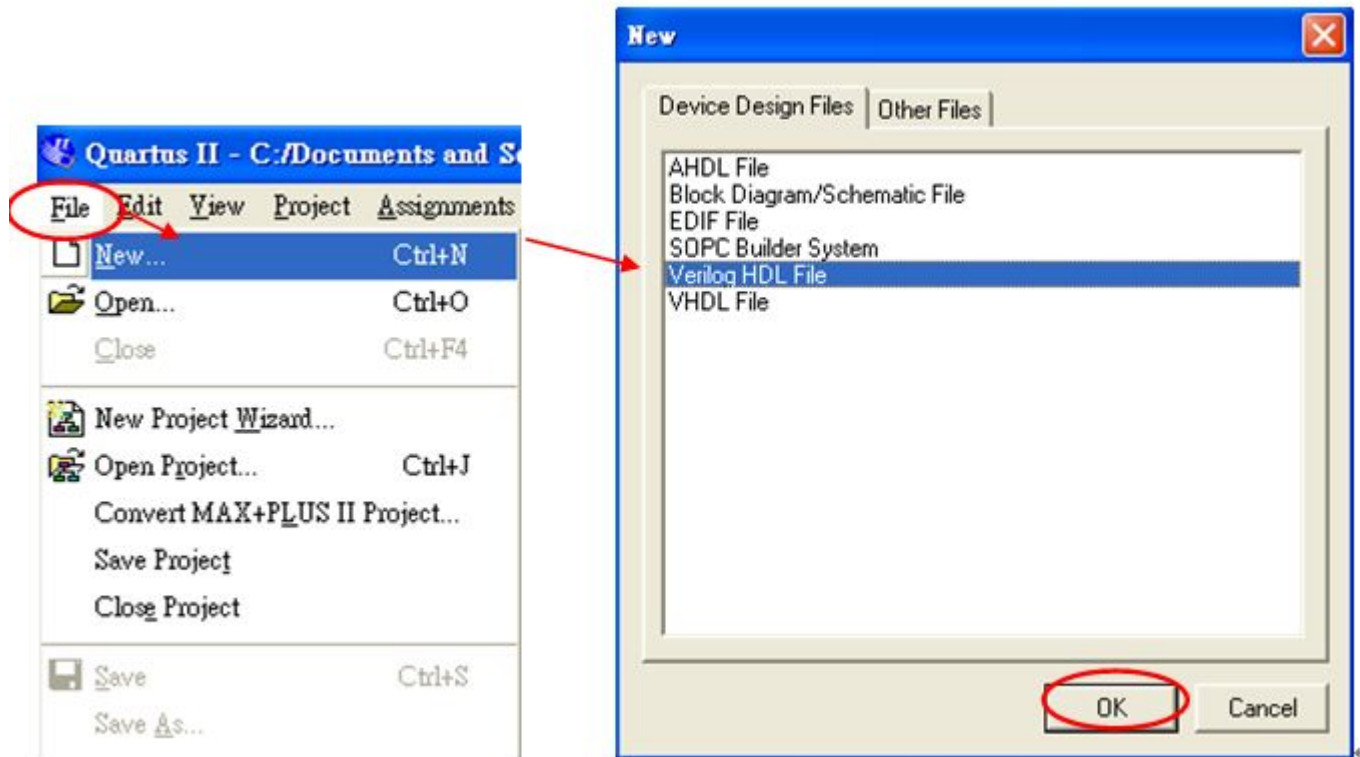 Quartus II - C:/Documents and Se
File Edit View Project Assignments
New... Ctrl+N
Open... Ctrl+O
Close Ctrl+F4
New Project Wizard...
Open Project... Ctrl+J
Convert MAX+PLUS II Project...
Save Project
Close Project
Save Ctrl+S
Save As...
New
Device Design Files Other Files
AHDL File
Block Diagram/Schematic File
EDIF File
SOPC Builder System
Verilog HDL File
VHDL File
OK Cancel